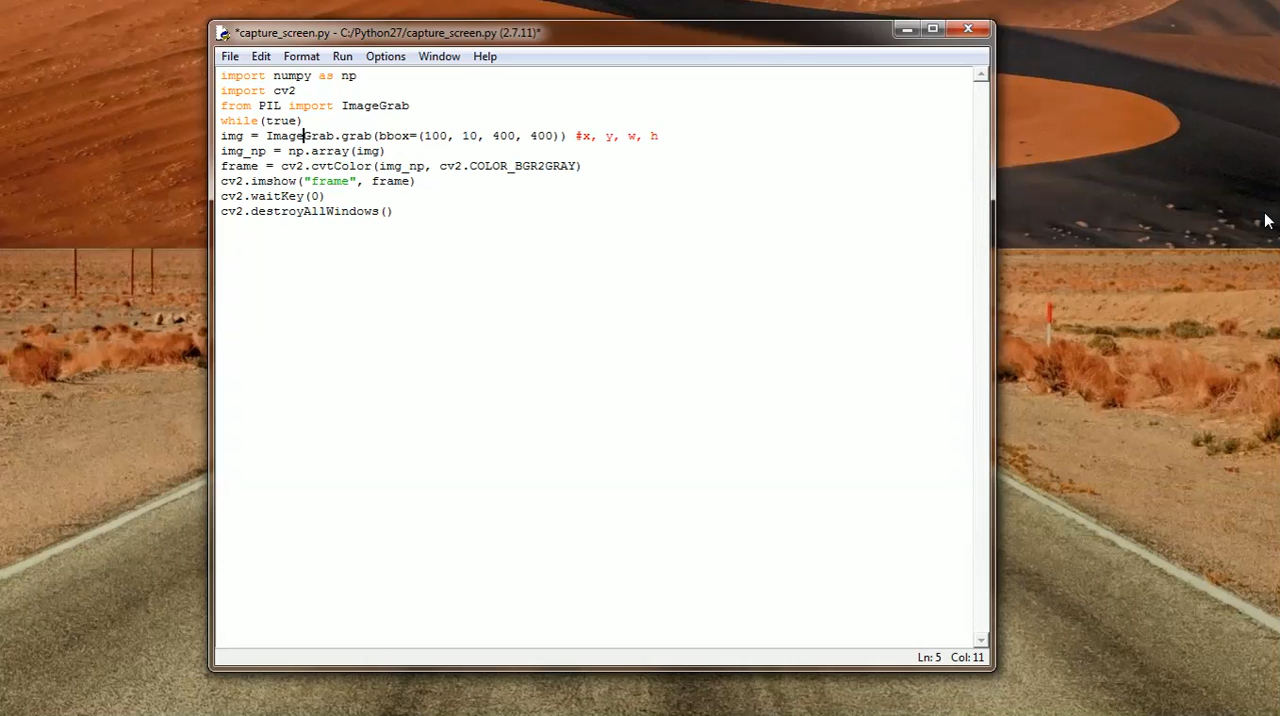 *capture_screen.py - C:/Python27/capture_screen.py (2.7.11)*
File Edit Format Run Options Window Help
import numpy as np
import cv2
from PIL import ImageGrab
while(true)
img = ImageGrab.grab(bbox=(100, 10, 400, 400)) #x, y, w, h
img_np = np.array(img)
frame = cv2.cvtColor(img_np, cv2.COLOR_BGR2GRAY)
cv2.imshow("frame", frame)
cv2.waitKey(0)
cv2.destroyAllWindows()
Ln: 5 Col: 11